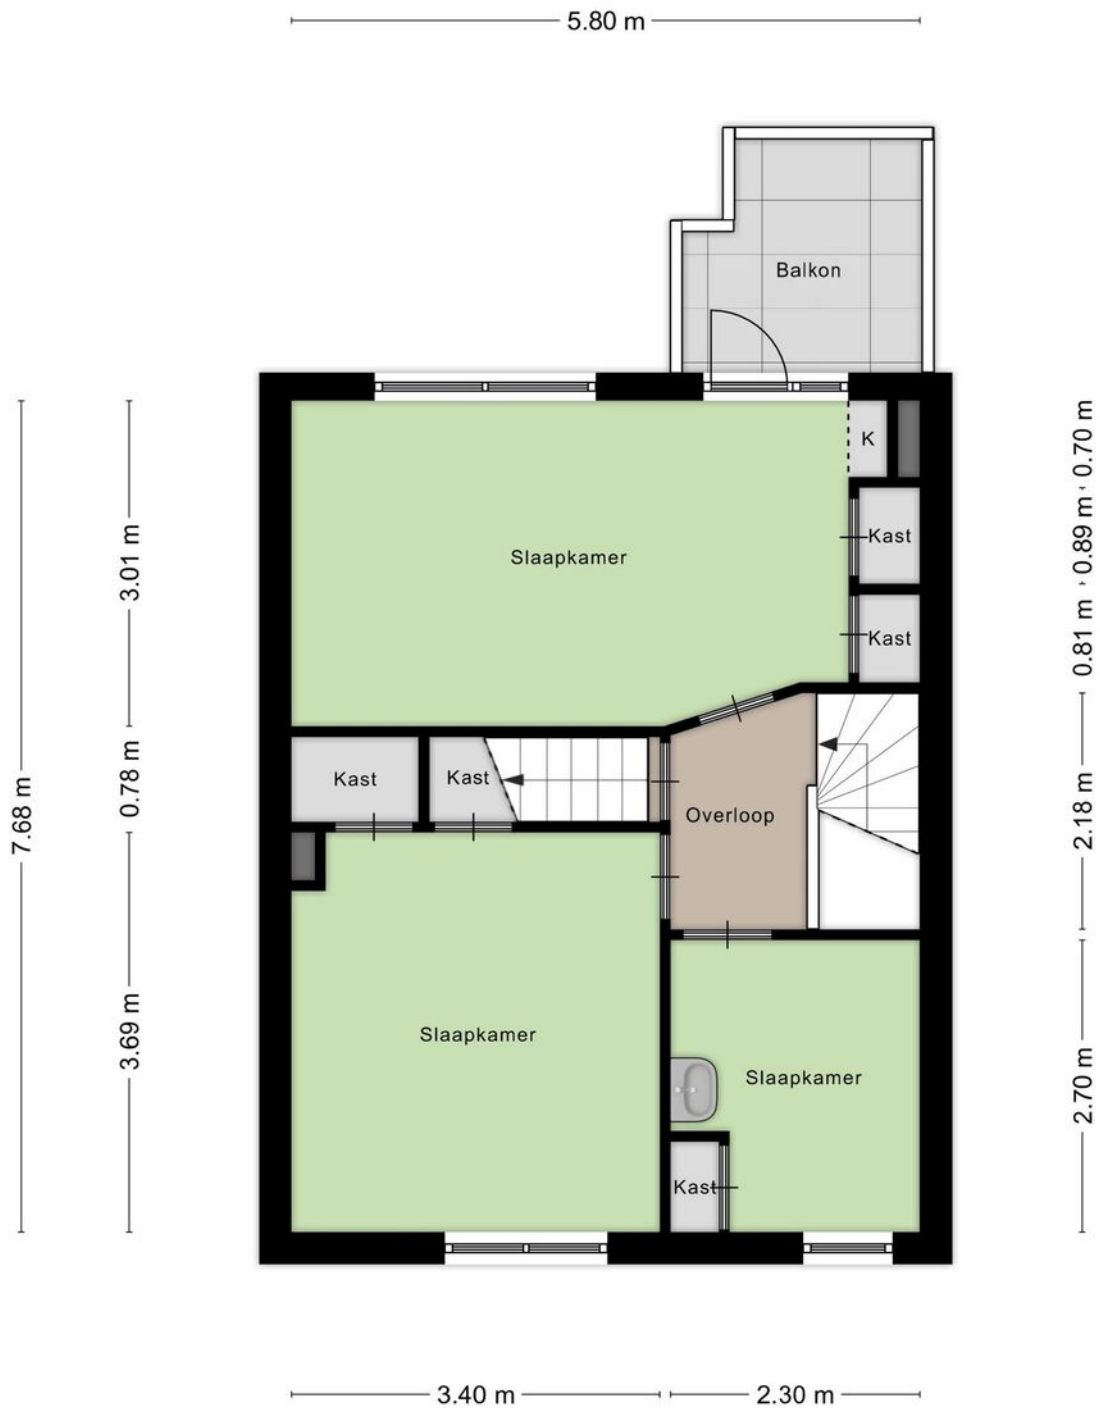 5.80 m
Balkon
K
0.70 m
Slaapkamer
Kast
0.89 m
3.01 m
Kast
0.81 m
7.68 m
0.78 m
Kast
Kast
Overloop
2.18 m
3.69 m
Slaapkamer
Slaapkamer
2.70 m
Kast
3.40 m
2.30 m